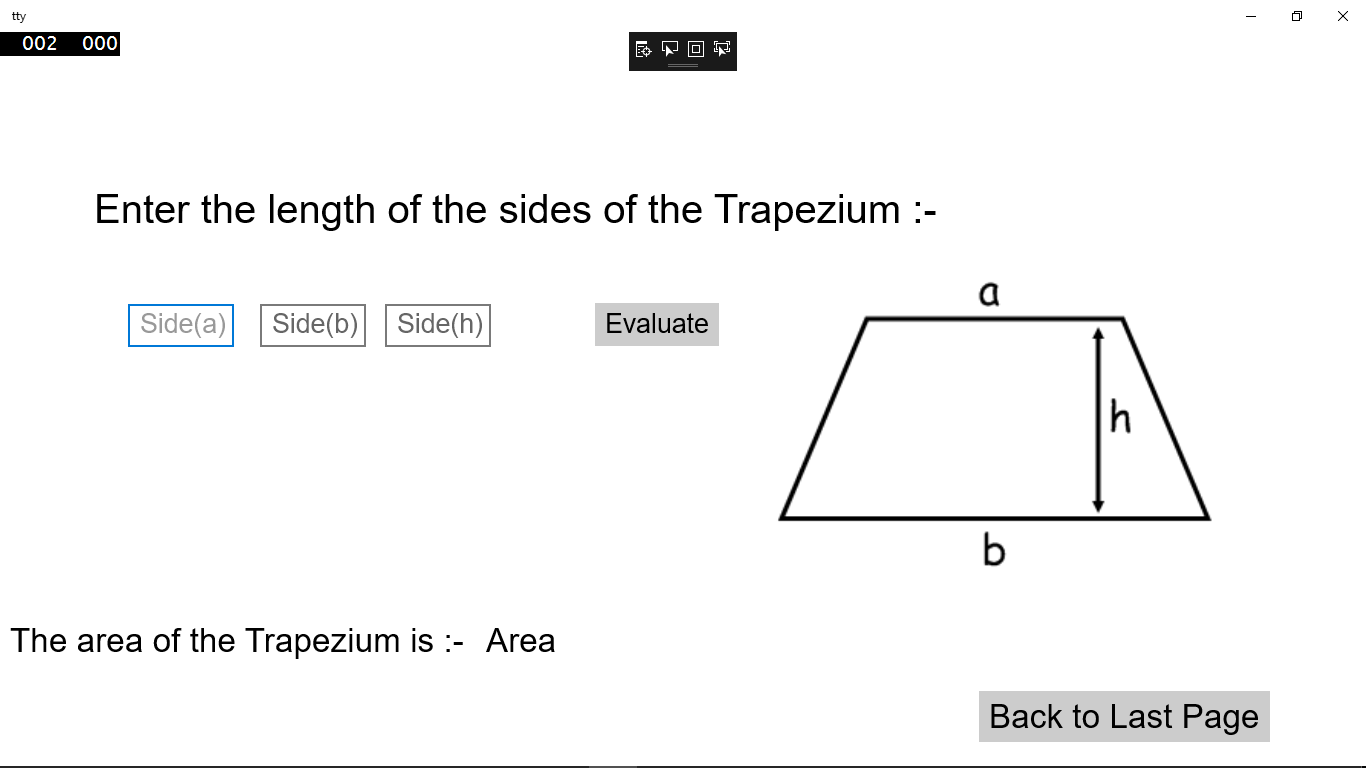 tty
002 000
Enter the length of the sides of the Trapezium :-
Side(a) Side(b) Side(h) Evaluate
a
h
b
The area of the Trapezium is :- Area
Back to Last Page